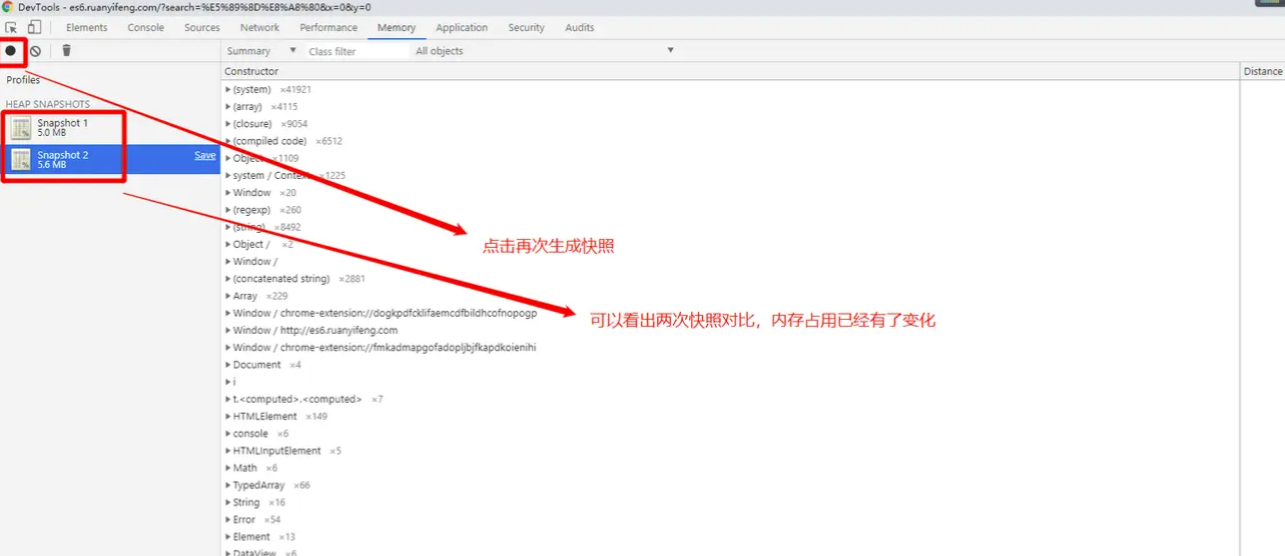 DevTools - es6.ruanyifeng.com/?search=%E5%89%8D%E8%A8%80&x=0&y=0
Elements Console Sources Network Performance Memory Application Security Audits
Summary Class filter All objects
Profiles
HEAP SNAPSHOTS
Snapshot 1
5.0 MB
Snapshot 2 Save
5.6 MB
Constructor Distance
(system) ×41921
(array) ×4115
(closure) ×9054
(compiled code) ×6512
Object ×1109
system / Context ×1225
Window ×20
(regexp) ×260
(string) ×8492
Object / ×2
Window /
(concatenated string) ×2881
Array ×229
Window / chrome-extension://dogkpdfcklifaemcdfbildhcofnopogp
Window / http://es6.ruanyifeng.com
Window / chrome-extension://fmkadmapgofadopljbjfkapdkoienihi
Document ×4
i
t.<computed>.<computed> ×7
HTMLElement ×149
console ×6
HTMLInputElement ×5
Math ×6
TypedArray ×66
String ×16
Error ×54
Element ×13
DataView ×6
点击再次生成快照
可以看出两次快照对比，内存占用已经有了变化